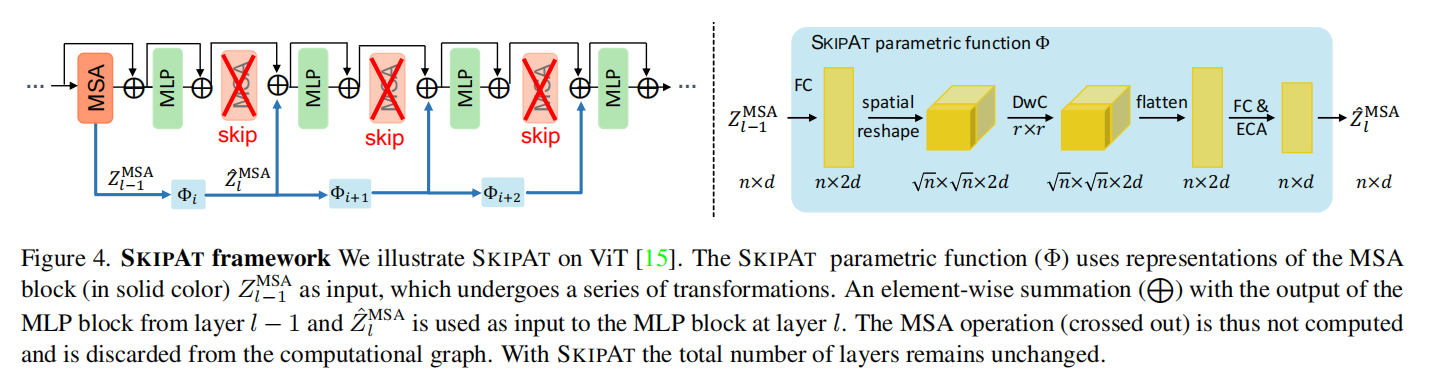 SKIPAT parametric function Φ
... MSA ⊕ MLP ⊕ MSA ⊕ MLP ⊕ MSA ⊕ MLP ⊕ MSA ⊕ MLP ⊕ ...
skip skip skip
Z_{l-1}^{MSA} Φ_i Ẑ_l^{MSA} Φ_{i+1} Φ_{i+2}
FC spatial DwC flatten FC &
reshape r×r ECA
Z_{l-1}^{MSA} Ẑ_l^{MSA}
n×d n×2d √n×√n×2d √n×√n×2d n×2d n×d n×d
Figure 4. SKIPAT framework We illustrate SKIPAT on ViT [15]. The SKIPAT parametric function (Φ) uses representations of the MSA
block (in solid color) Z_{l-1}^{MSA} as input, which undergoes a series of transformations. An element-wise summation (⊕) with the output of the
MLP block from layer l − 1 and Ẑ_l^{MSA} is used as input to the MLP block at layer l. The MSA operation (crossed out) is thus not computed
and is discarded from the computational graph. With SKIPAT the total number of layers remains unchanged.